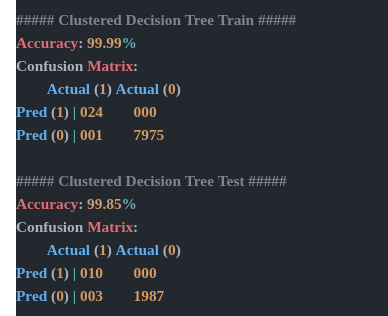 ##### Clustered Decision Tree Train #####
Accuracy: 99.99%
Confusion Matrix:
Actual (1) Actual (0)
Pred (1) | 024 000
Pred (0) | 001 7975
##### Clustered Decision Tree Test #####
Accuracy: 99.85%
Confusion Matrix:
Actual (1) Actual (0)
Pred (1) | 010 000
Pred (0) | 003 1987